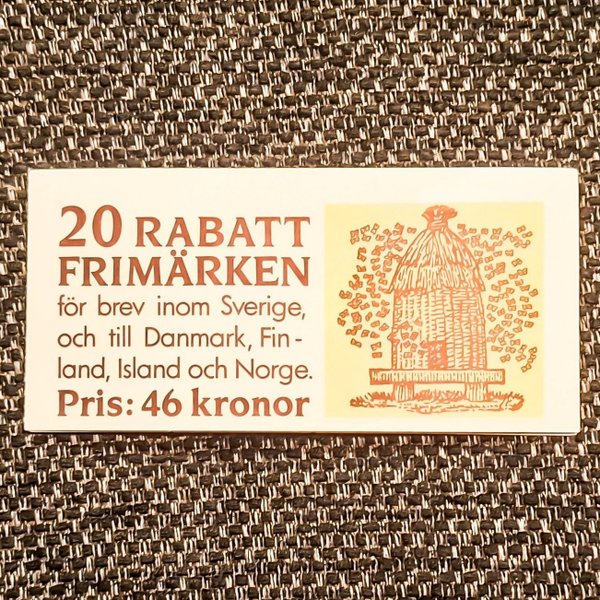 20 RABATT
FRIMÄRKEN
för brev inom Sverige,
och till Danmark, Fin-
land, Island och Norge.
Pris: 46 kronor